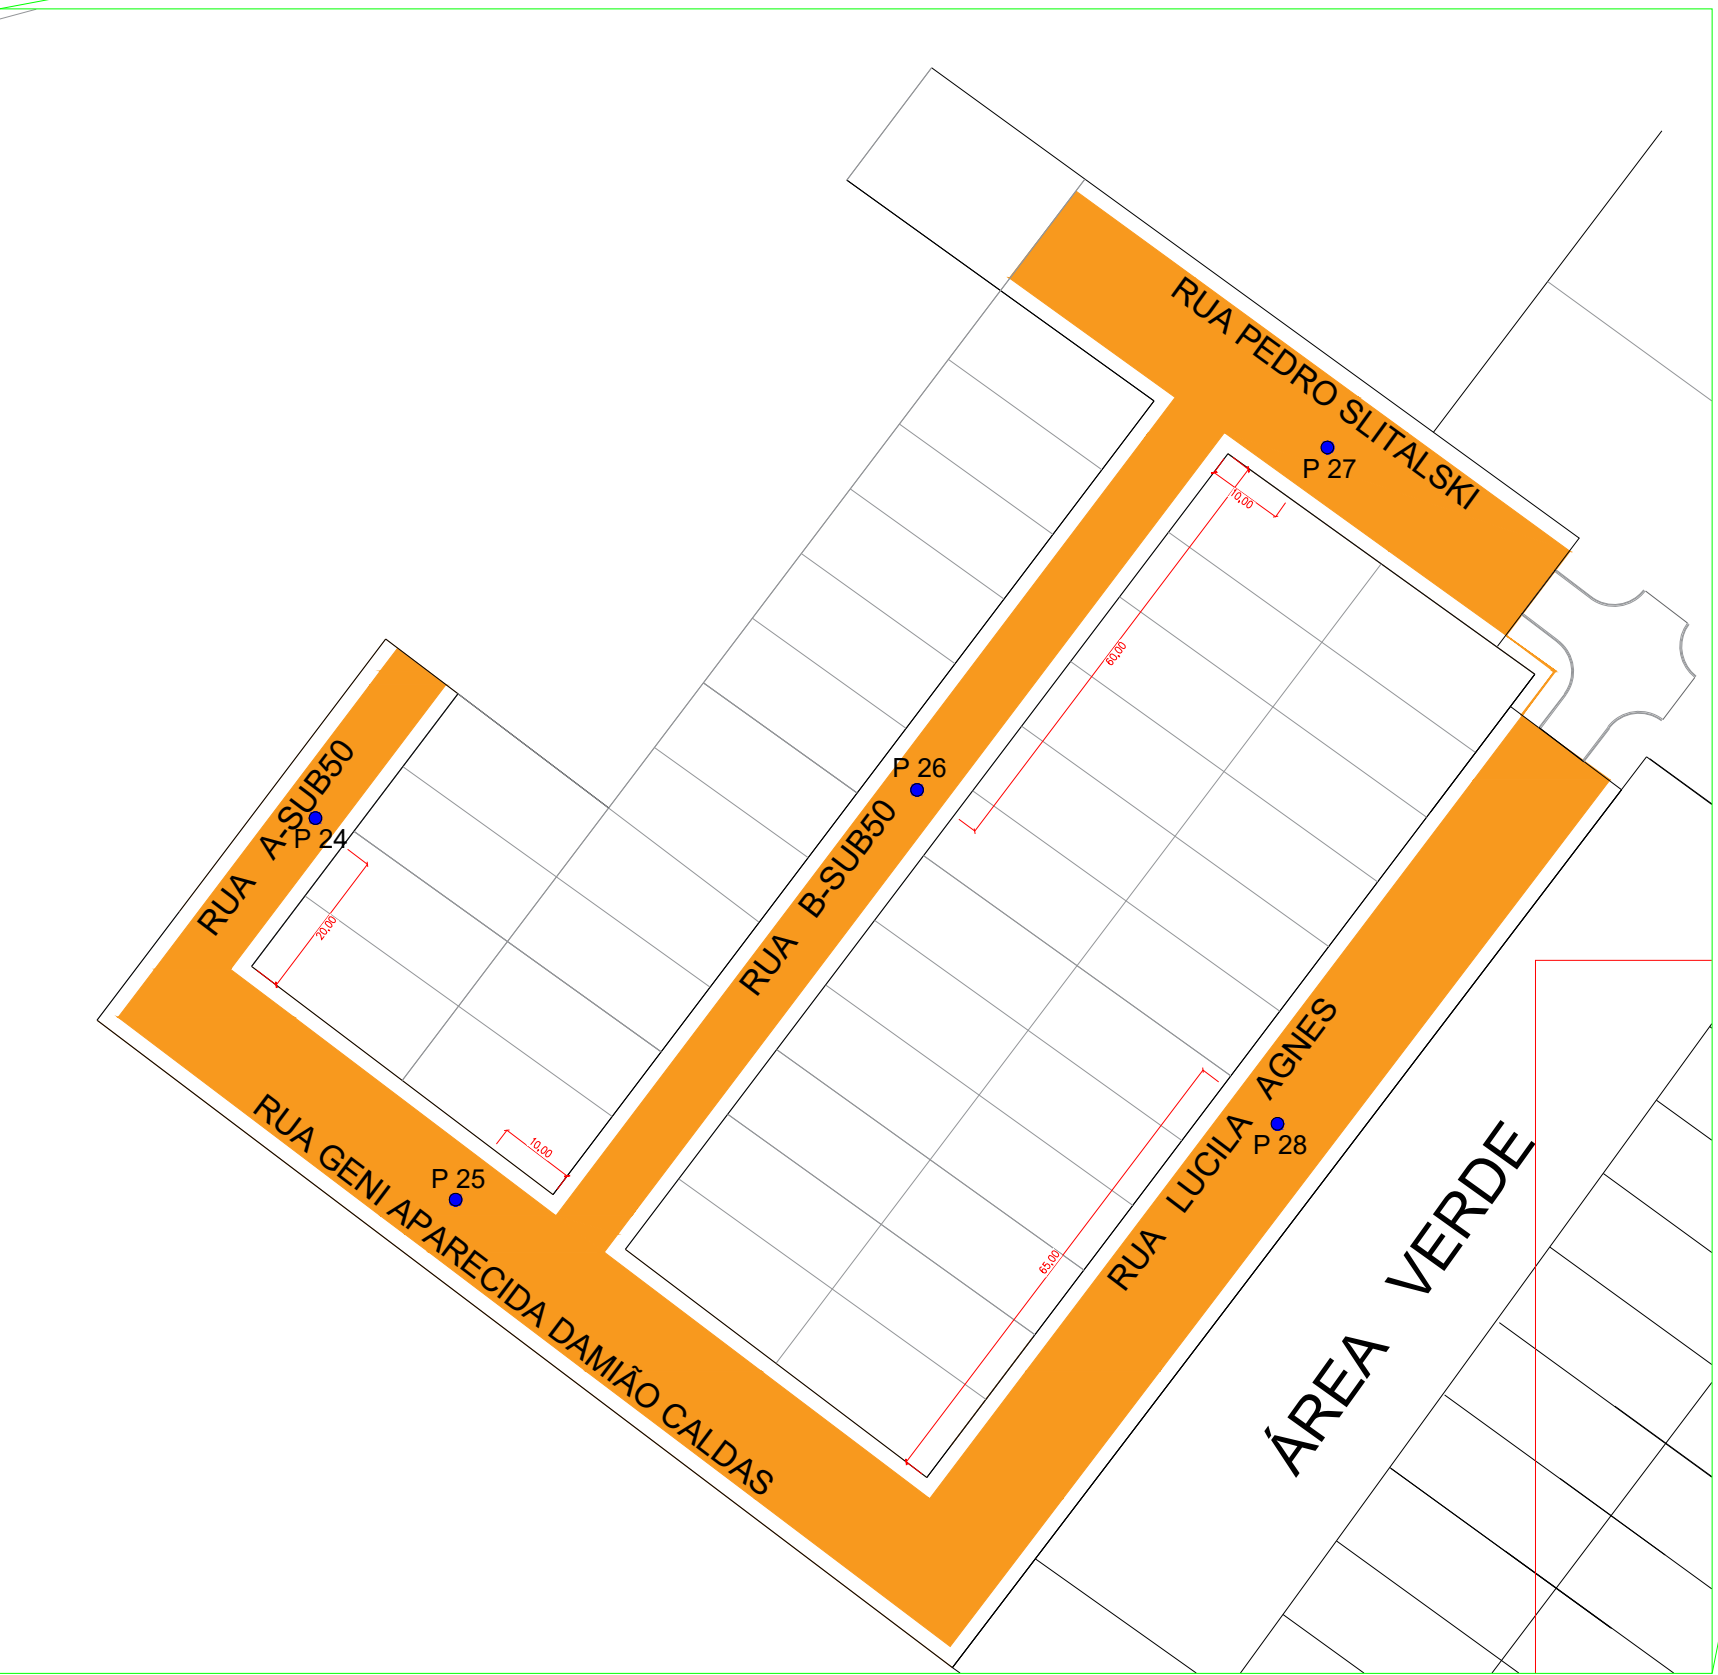 RUA PEDRO SLITALSKI
P 27
10,00
60,00
RUA A-SUB50
P 24
20,00
P 26
RUA B-SUB50
RUA LUCILA AGNES
P 28
10,00
P 25
RUA GENI APARECIDA DAMIÃO CALDAS
65,00
ÁREA VERDE